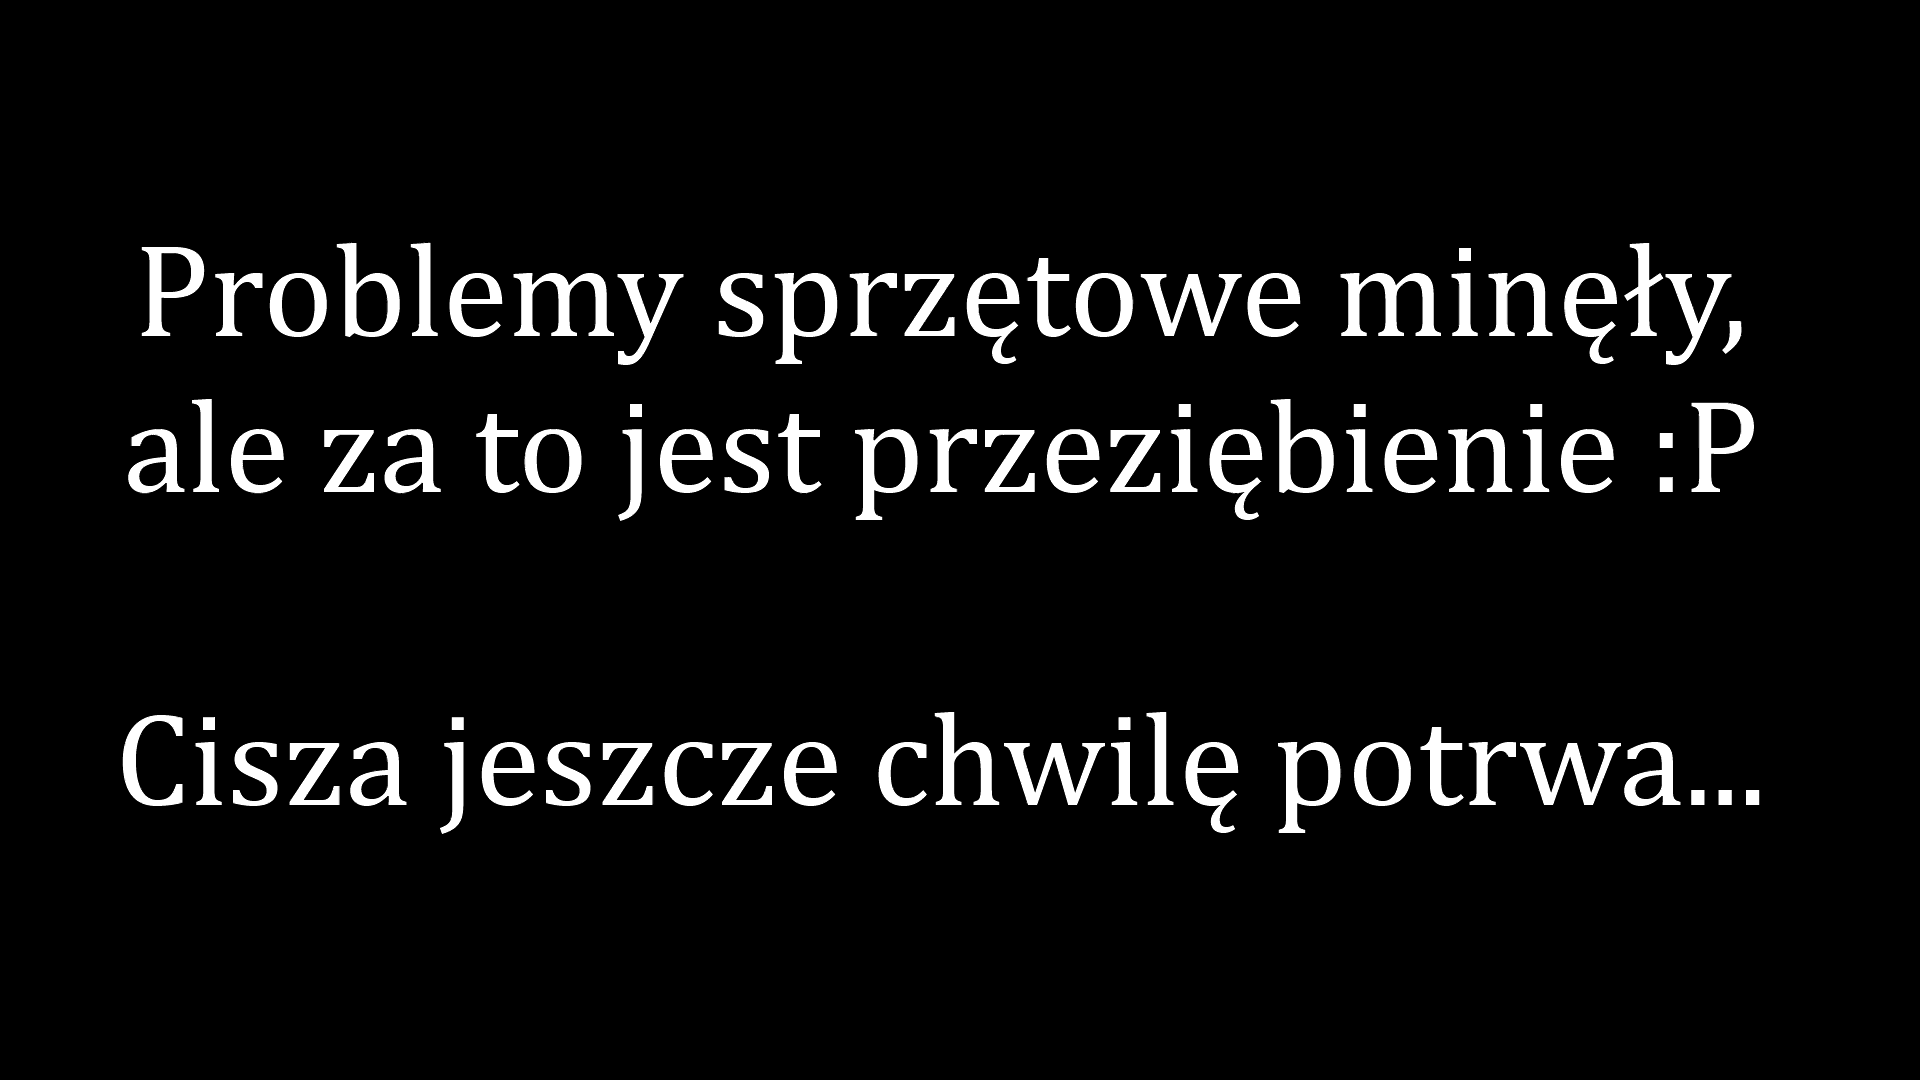 Problemy sprzętowe minęły,
ale za to jest przeziębienie :P
Cisza jeszcze chwilę potrwa...